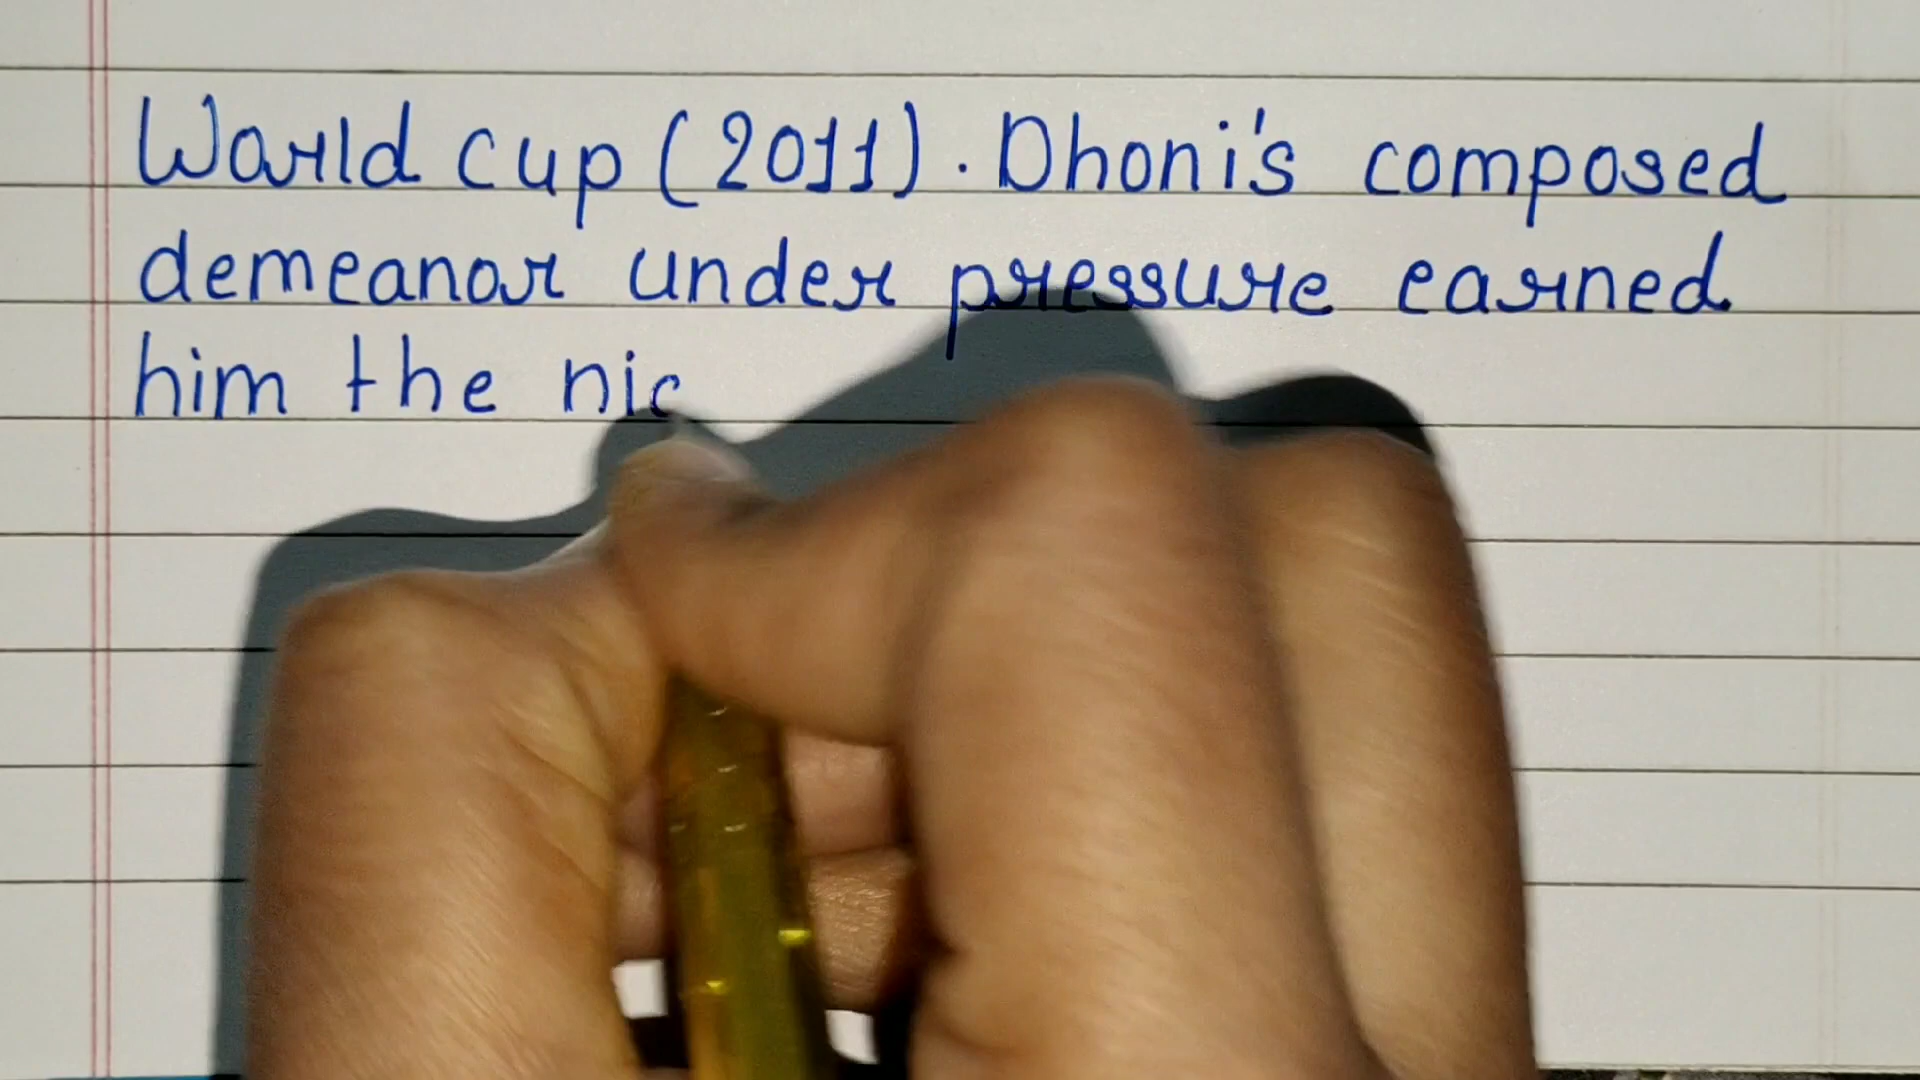 World cup (2011). Dhoni's composed
demeanor under pressure earned
him the nic